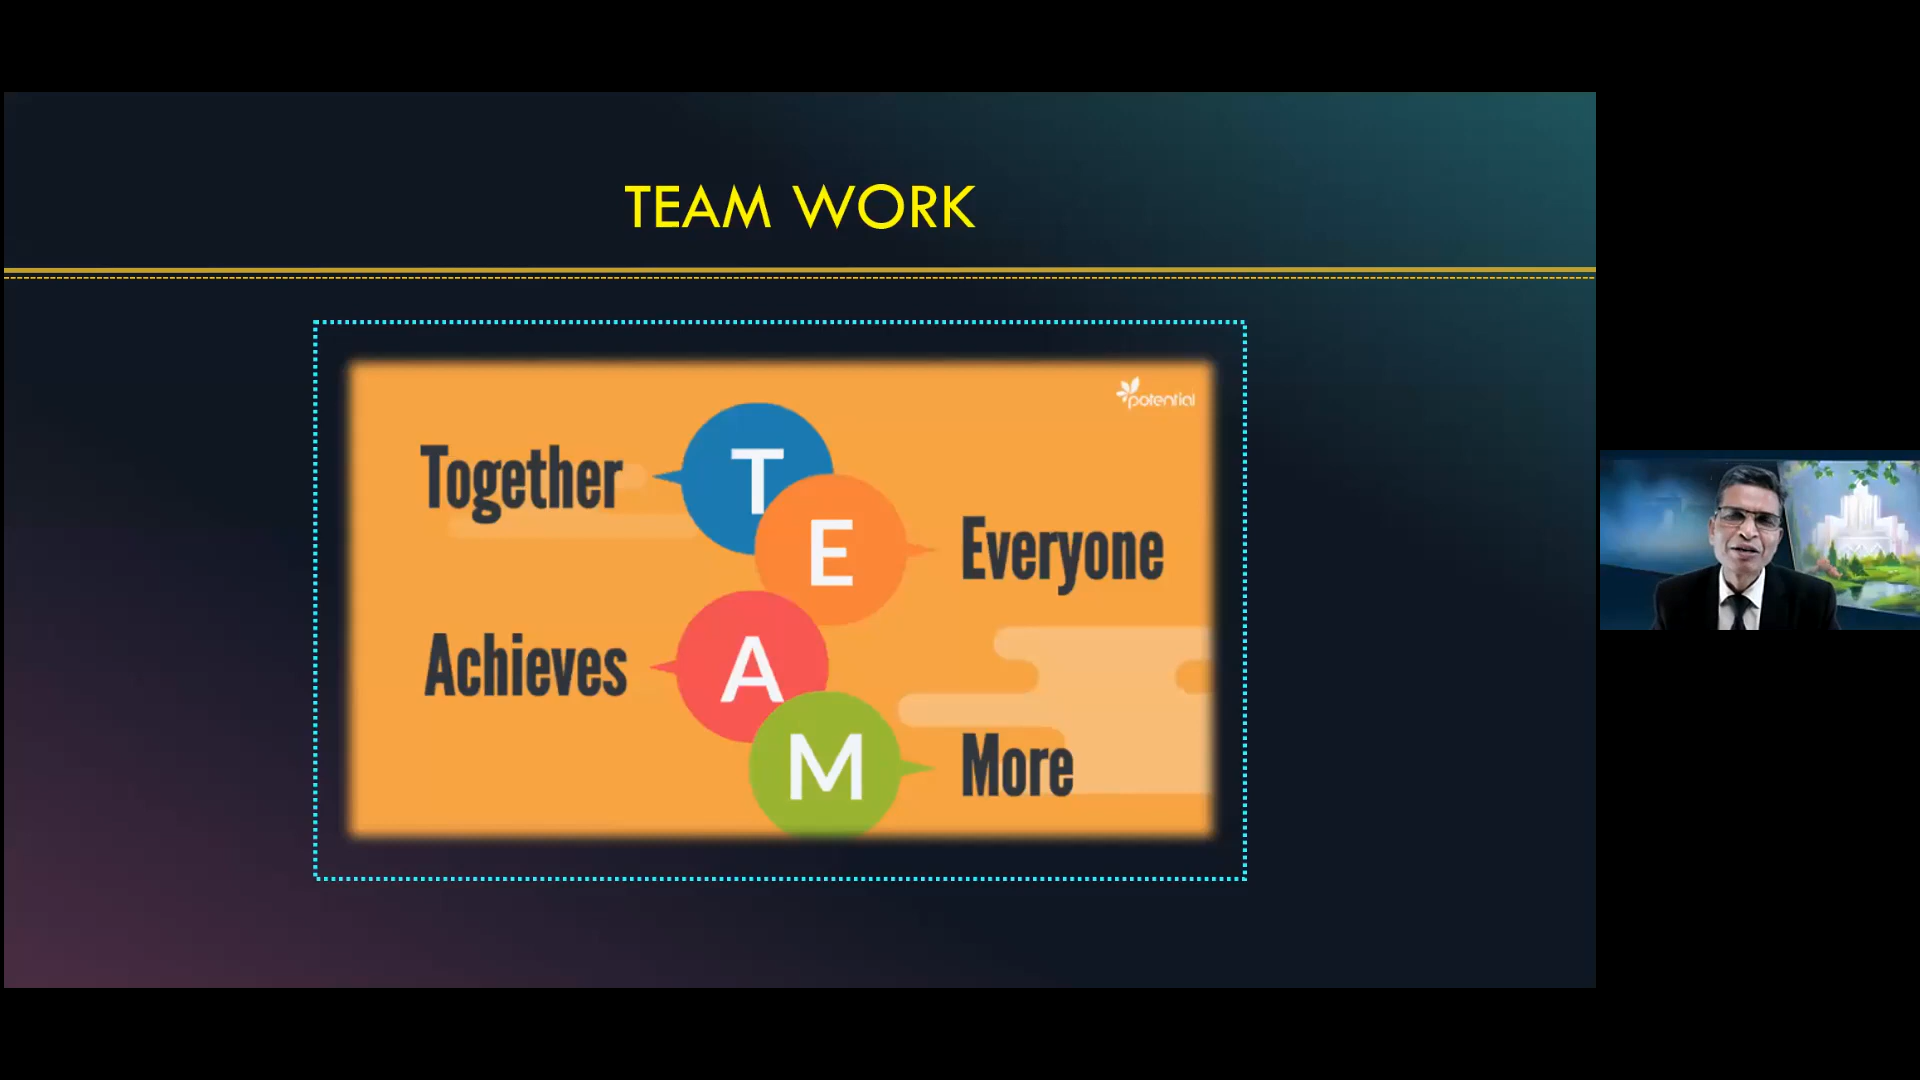 TEAM WORK
potential
Together T
E Everyone
Achieves A
M More